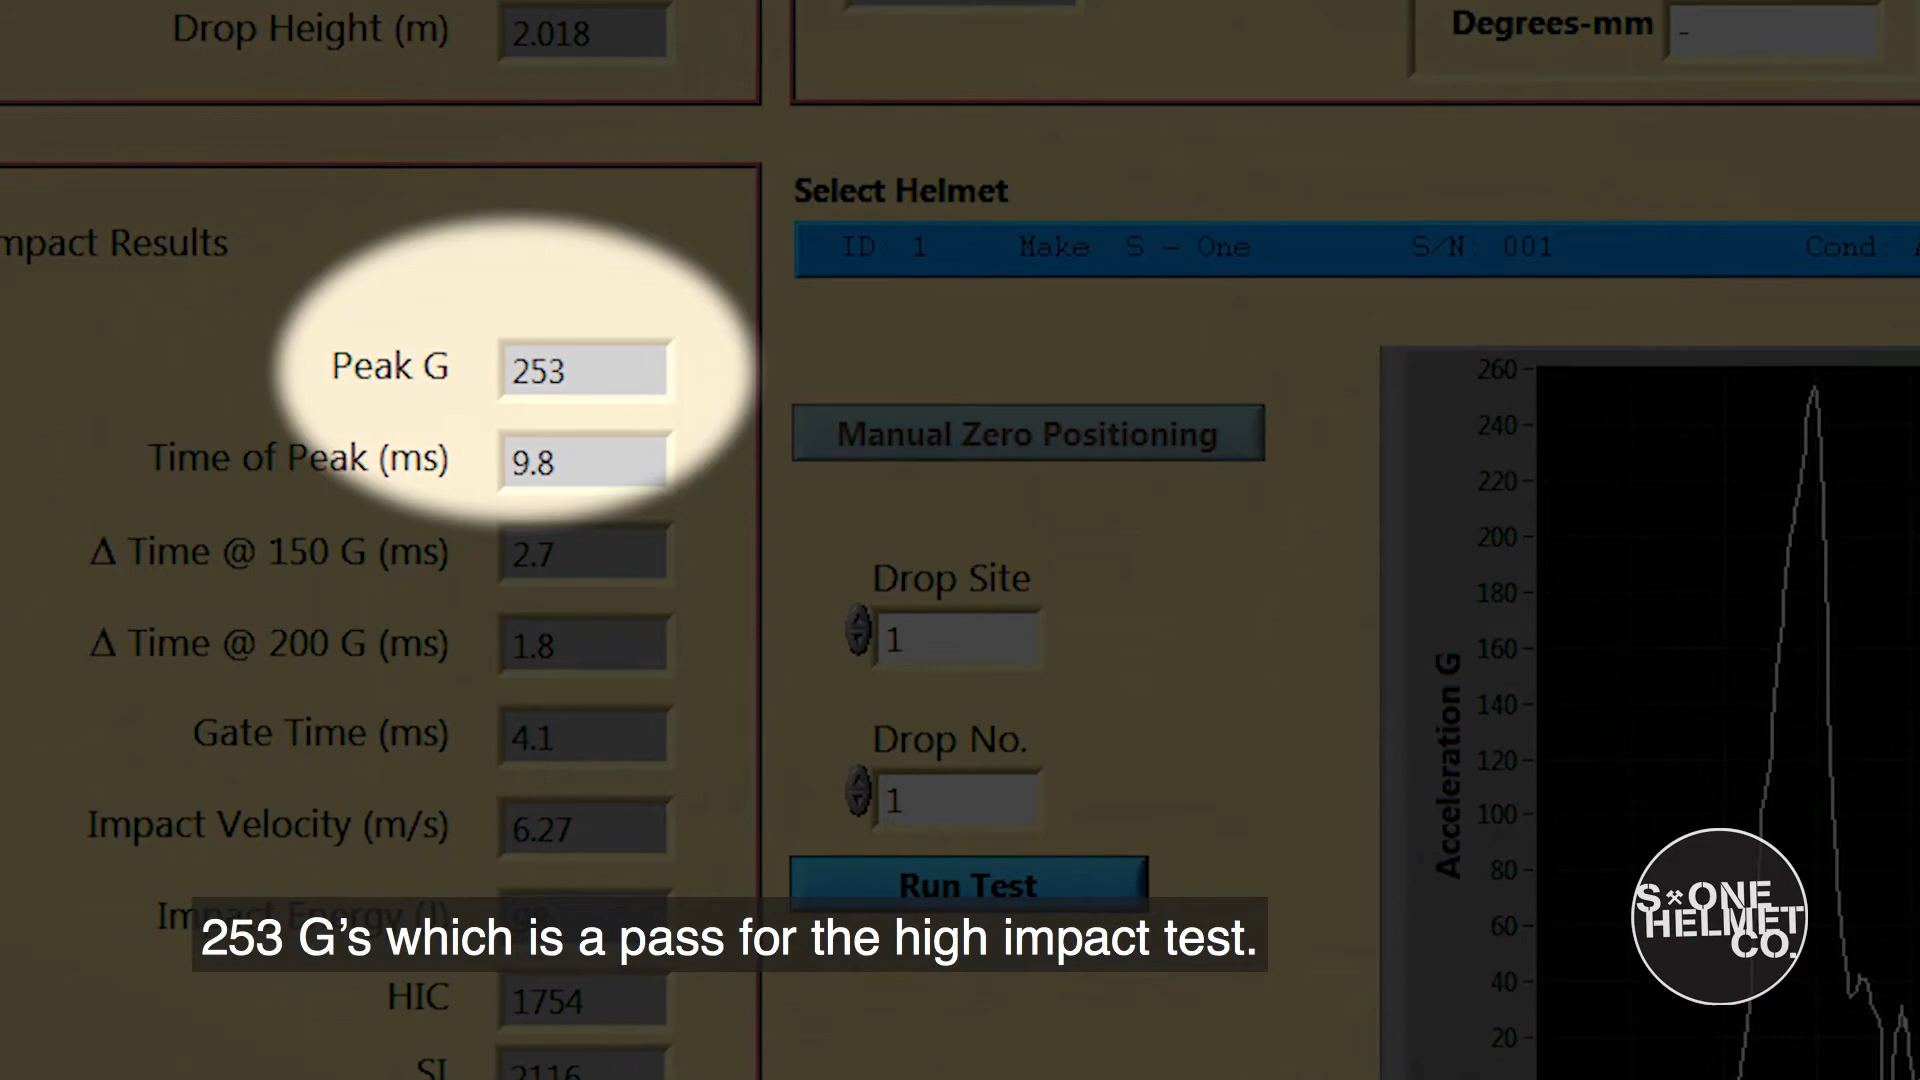 Drop Height (m) 2.018
Degrees-mm -
mpact Results
Peak G 253
Time of Peak (ms) 9.8
Δ Time @ 150 G (ms) 2.7
Δ Time @ 200 G (ms) 1.8
Gate Time (ms) 4.1
Impact Velocity (m/s) 6.27
Impact Energy (J)
HIC 1754
SI 2116
Select Helmet
ID 1 Make S - One S/N: 001 Cond:
Manual Zero Positioning
Drop Site
1
Drop No.
1
Run Test
Acceleration G
260
240
220
200
180
160
140
120
100
80
60
40
20
253 G’s which is a pass for the high impact test.
S ONE
HELMET
CO.